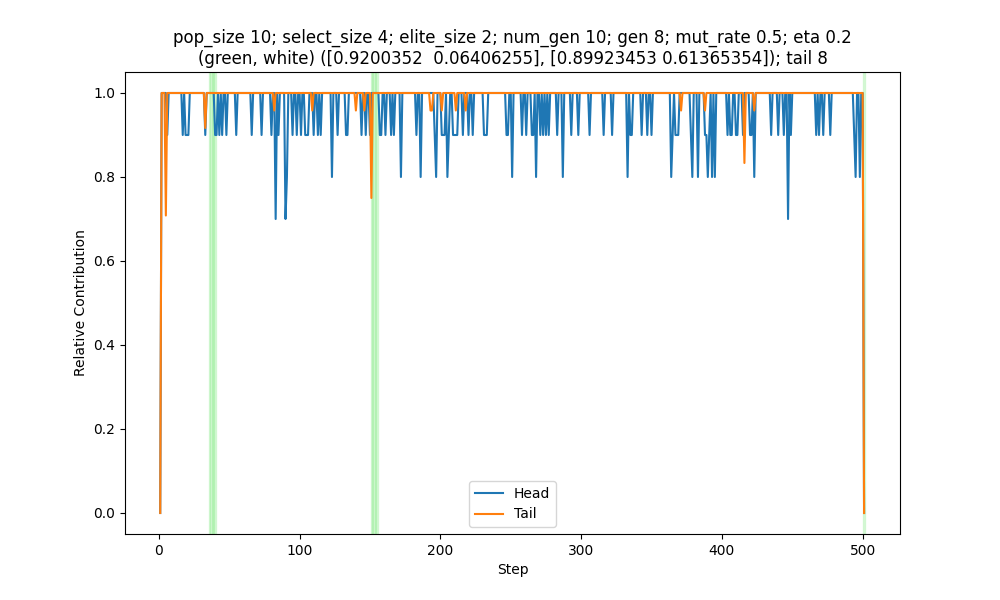 pop_size 10; select_size 4; elite_size 2; num_gen 10; gen 8; mut_rate 0.5; eta 0.2
(green, white) ([0.9200352  0.06406255], [0.89923453 0.61365354]); tail 8
1.0
0.8
0.6
0.4
0.2
0.0
Relative Contribution
Head
Tail
0
100
200
300
400
500
Step